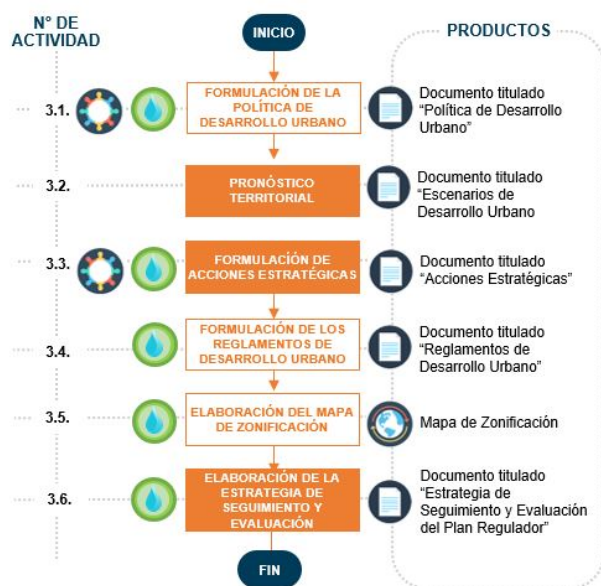 N° DE
ACTIVIDAD
INICIO
PRODUCTOS
3.1.
FORMULACIÓN DE LA
POLÍTICA DE
DESARROLLO URBANO
Documento titulado
“Política de Desarrollo
Urbano”
3.2.
PRONÓSTICO
TERRITORIAL
Documento titulado
“Escenarios de
Desarrollo Urbano
3.3.
FORMULACÍÓN DE
ACCIONES ESTRATÉGICAS
Documento titulado
“Acciones Estratégicas”
3.4.
FORMULACIÓN DE LOS
REGLAMENTOS DE
DESARROLLO URBANO
Documento titulado
“Reglamentos de
Desarrollo Urbano”
3.5.
ELABORACIÓN DEL MAPA
DE ZONIFICACIÓN
Mapa de Zonificación
3.6.
ELABORACIÓN DE LA
ESTRATEGIA DE
SEGUIMIENTO Y
EVALUACIÓN
Documento titulado
“Estrategia de
Seguimiento y Evaluación
del Plan Regulador”
FIN